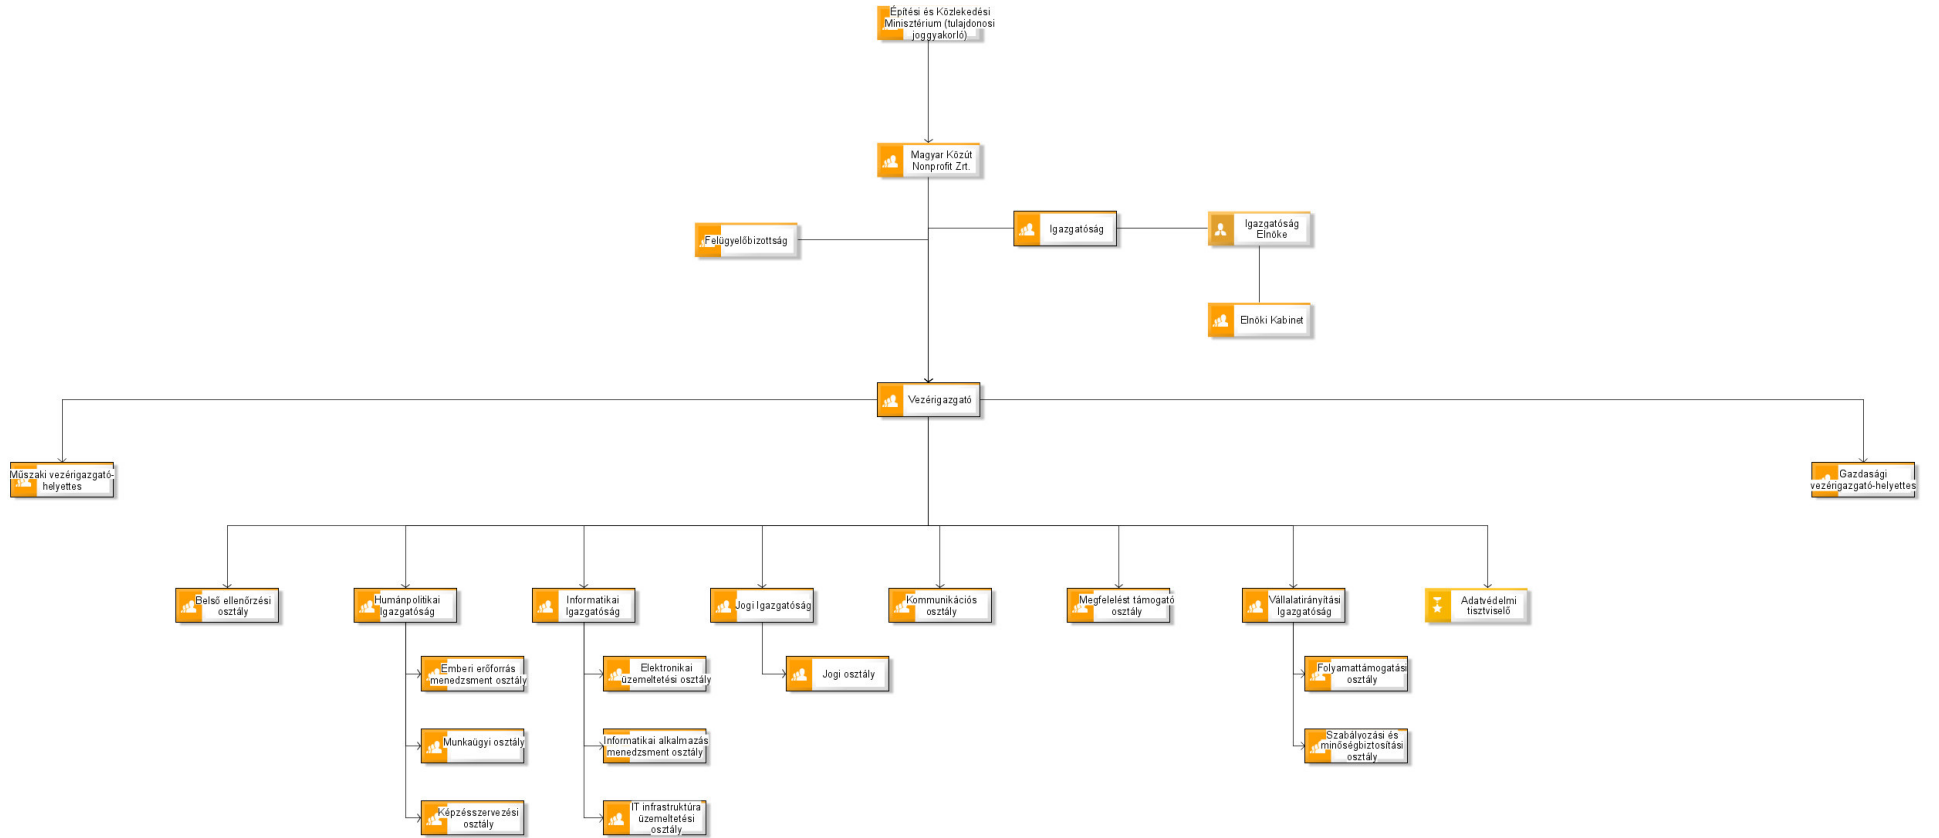 Építési és Közlekedési
Minisztérium (tulajdonosi
joggyakorló)
Magyar Közút
Nonprofit Zrt.
Felügyelőbizottság
Igazgatóság
Igazgatóság
Elnöke
Elnöki Kabinet
Vezérigazgató
Műszaki vezérigazgató-
helyettes
Gazdasági
vezérigazgató-helyettes
Belső ellenőrzési
osztály
Humánpolitikai
Igazgatóság
Informatikai
Igazgatóság
Jogi Igazgatóság
Kommunikációs
osztály
Megfelelést támogató
osztály
Vállalatirányítási
Igazgatóság
Adatvédelmi
tisztviselő
Emberi erőforrás
menedzsment osztály
Elektronikai
üzemeltetési osztály
Jogi osztály
Folyamattámogatási
osztály
Munkaügyi osztály
Informatikai alkalmazás
menedzsment osztály
Szabályozási és
minőségbiztosítási
osztály
Képzésszervezési
osztály
IT infrastruktúra
üzemeltetési
osztály